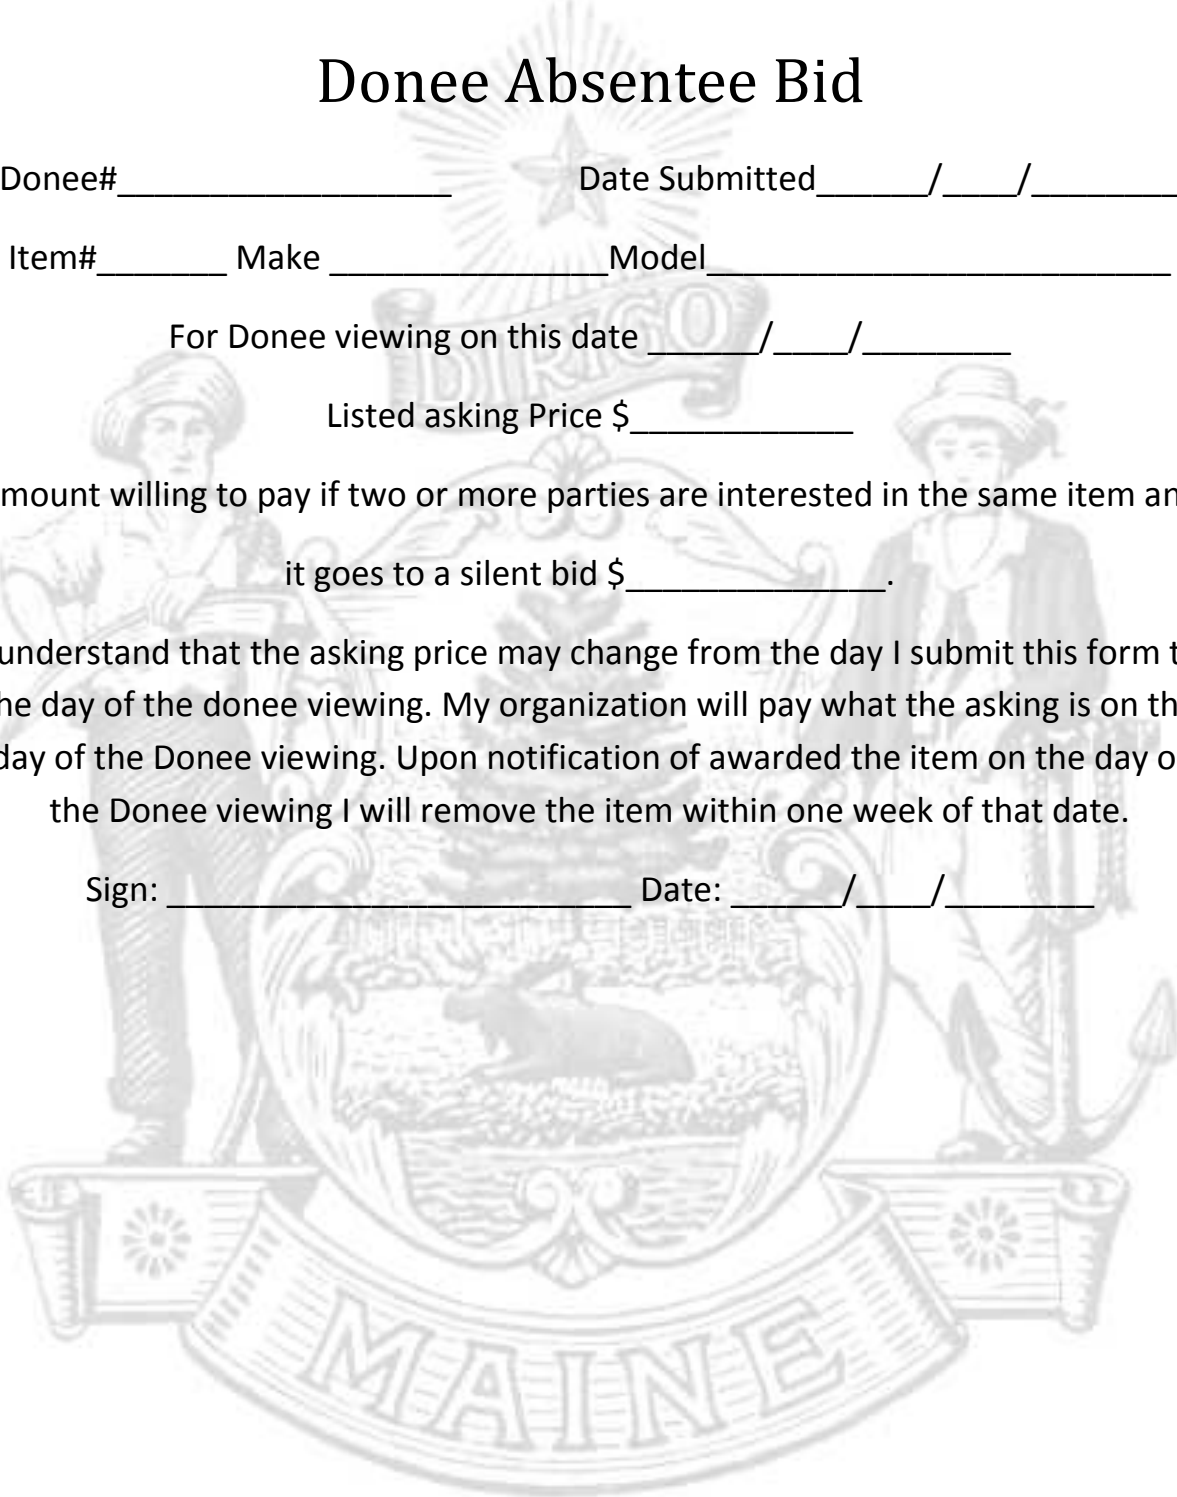 Donee Absentee Bid
Donee#__________________ Date Submitted______/____/________
Item#_______ Make _______________Model_________________________
For Donee viewing on this date ______/____/________
Listed asking Price $____________
mount willing to pay if two or more parties are interested in the same item an
it goes to a silent bid $______________.
understand that the asking price may change from the day I submit this form t
he day of the donee viewing. My organization will pay what the asking is on th
day of the Donee viewing. Upon notification of awarded the item on the day o
the Donee viewing I will remove the item within one week of that date.
Sign: _________________________ Date: ______/____/________
DIRIGO
MAINE